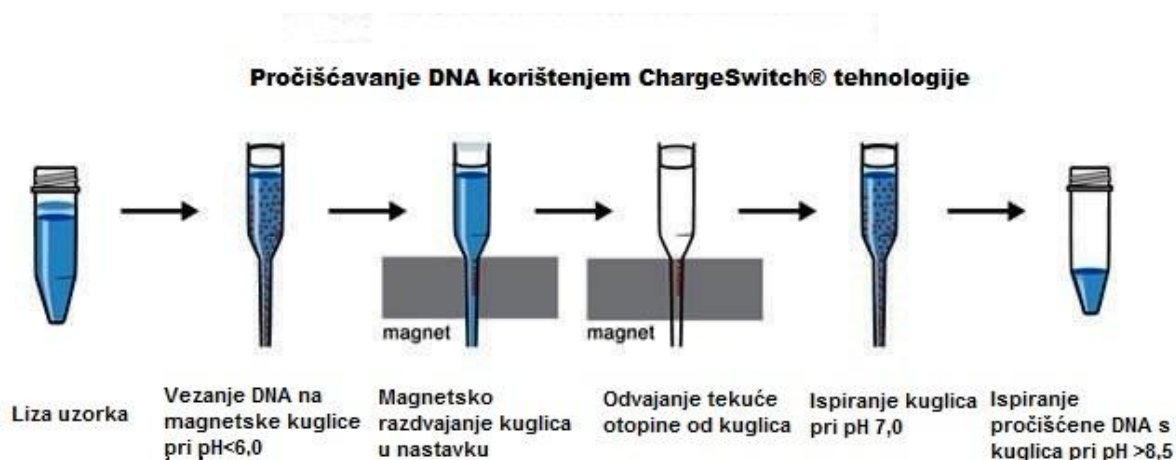 Pročišćavanje DNA korištenjem ChargeSwitch® tehnologije
magnet
magnet
Liza uzorka
Vezanje DNA na
magnetske kuglice
pri pH<6,0
Magnetsko
razdvajanje kuglica
u nastavku
Odvajanje tekuće
otopine od kuglica
Ispiranje kuglica
pri pH 7,0
Ispiranje
pročišćene DNA s
kuglica pri pH >8,5